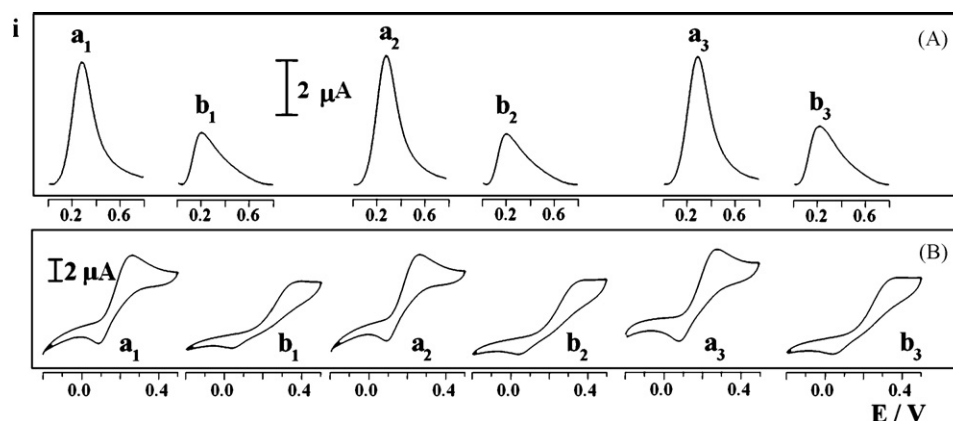 i
(A)
a1 b1 2 μA a2 b2 a3 b3
0.2 0.6 0.2 0.6 0.2 0.6 0.2 0.6 0.2 0.6 0.2 0.6
(B)
2 μA
a1 b1 a2 b2 a3 b3
0.0 0.4 0.0 0.4 0.0 0.4 0.0 0.4 0.0 0.4 0.0 0.4
E / V